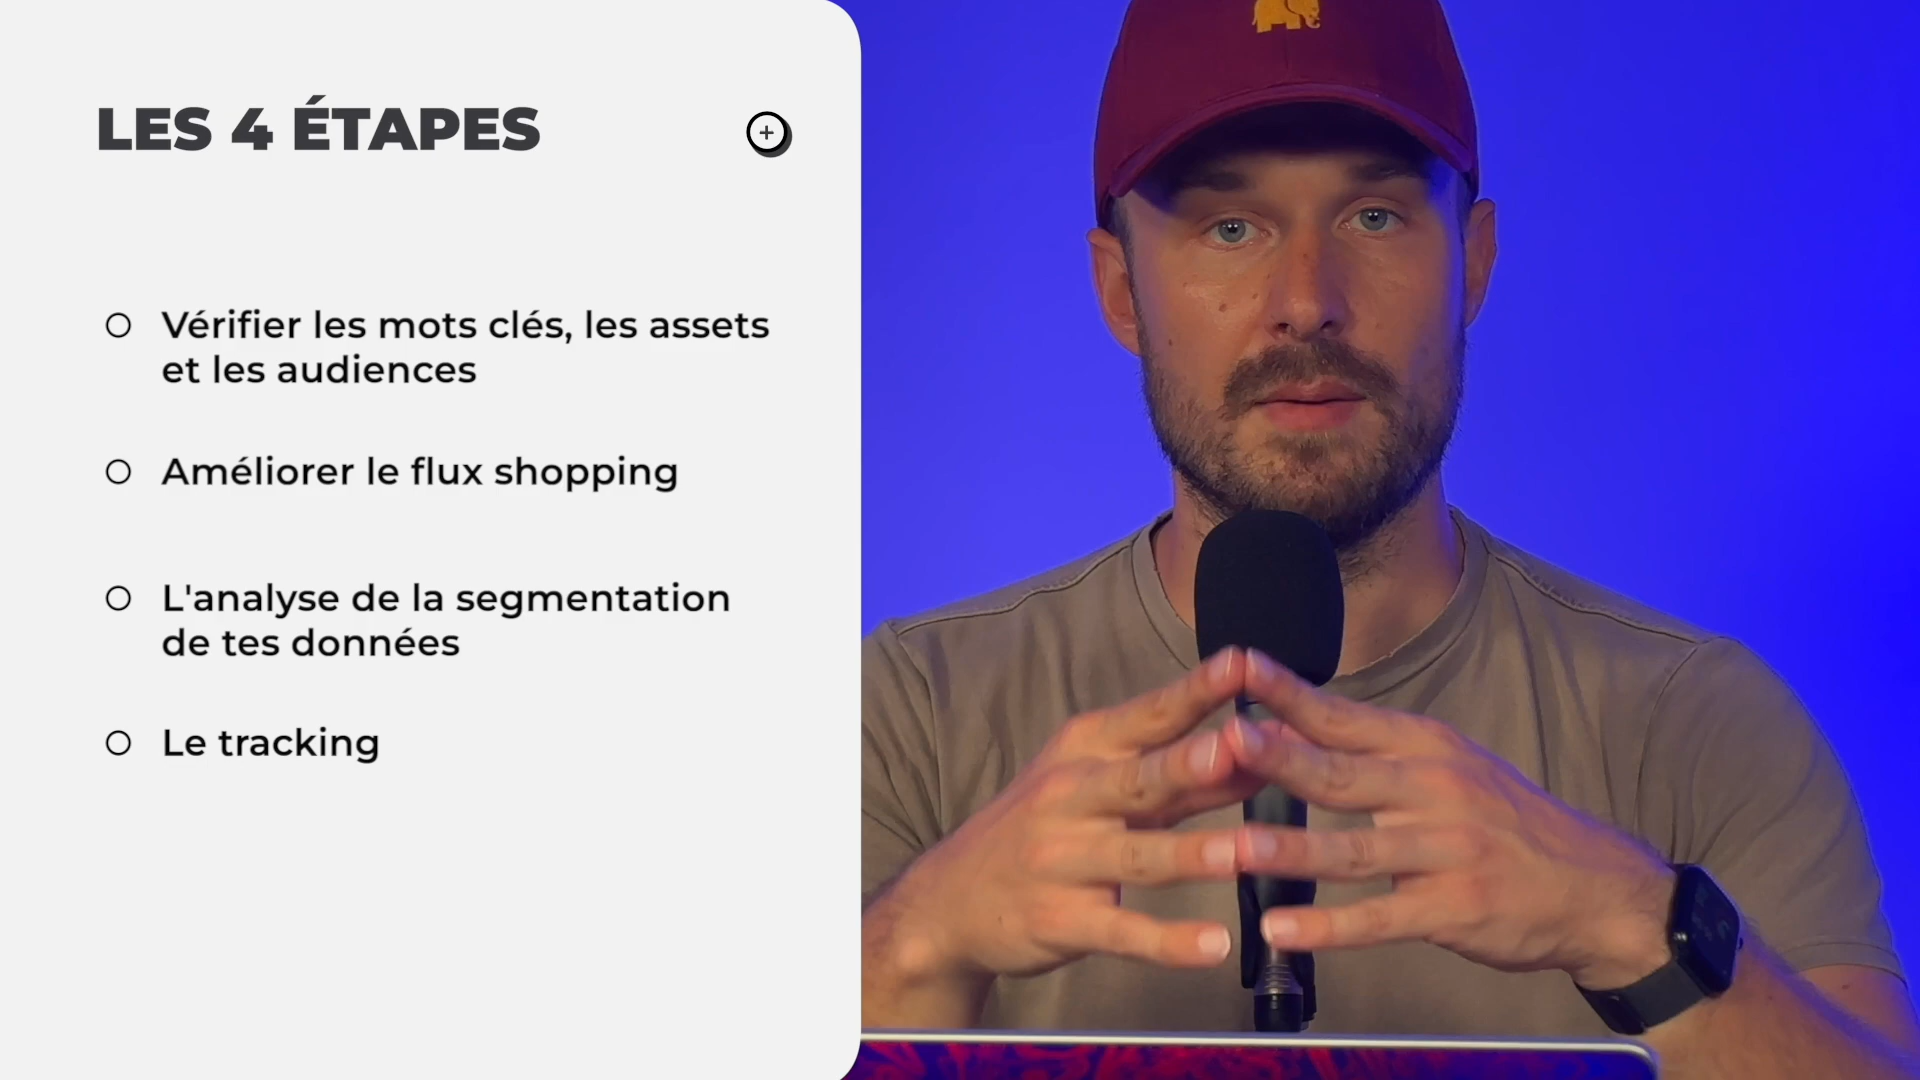 LES 4 ÉTAPES
Vérifier les mots clés, les assets
et les audiences
Améliorer le flux shopping
L'analyse de la segmentation
de tes données
Le tracking